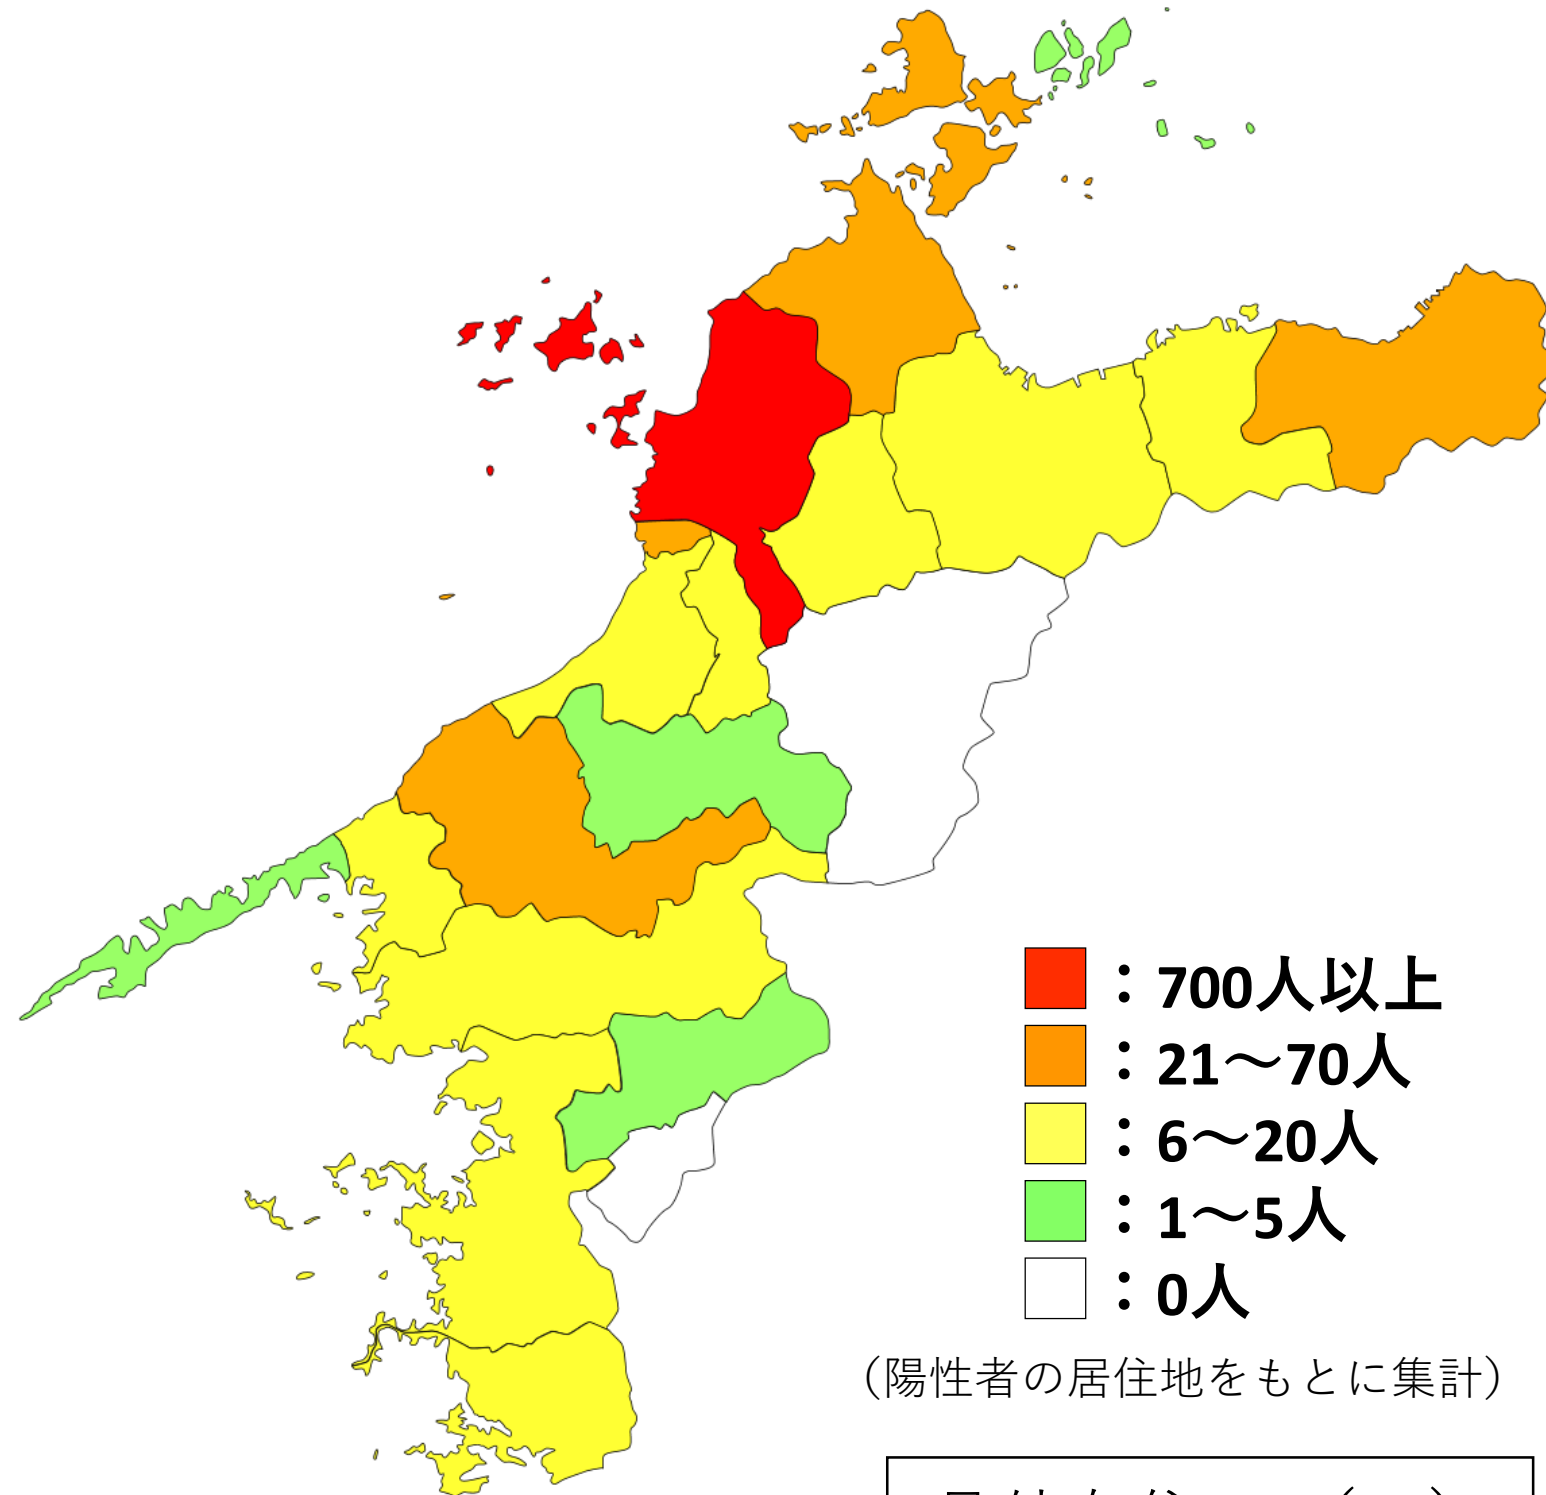 ：700人以上
：21～70人
：6～20人
：1～5人
：0人
（陽性者の居住地をもとに集計）